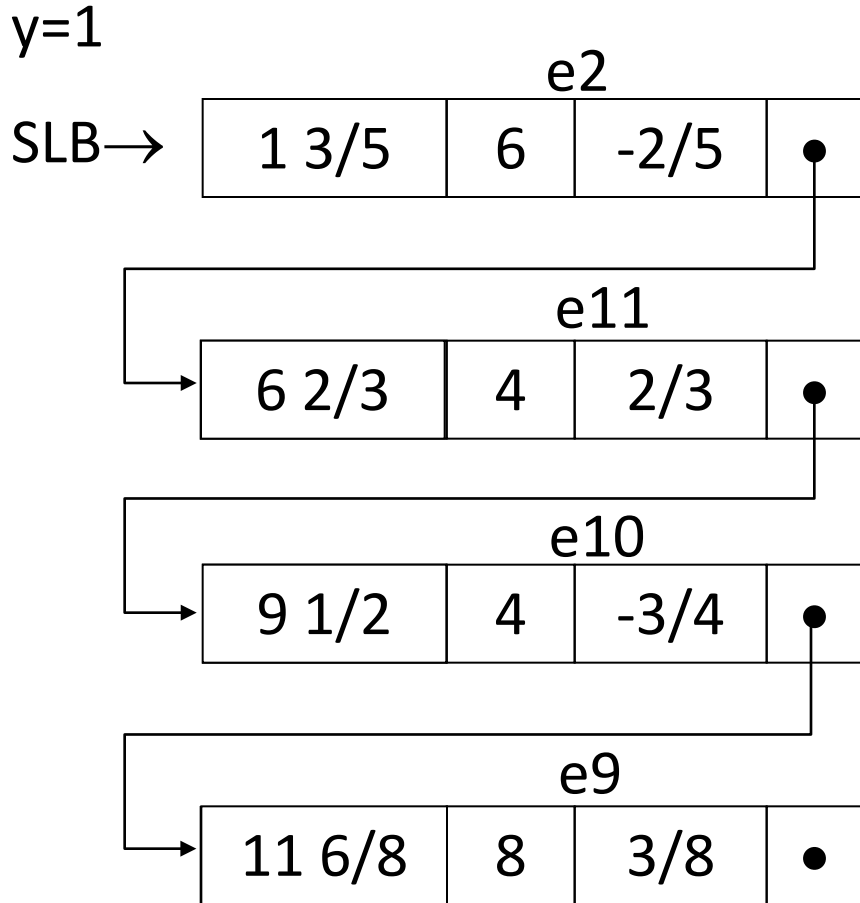 y=1
e2
SLB→ 1 3/5 6 -2/5
e11
6 2/3 4 2/3
e10
9 1/2 4 -3/4
e9
11 6/8 8 3/8